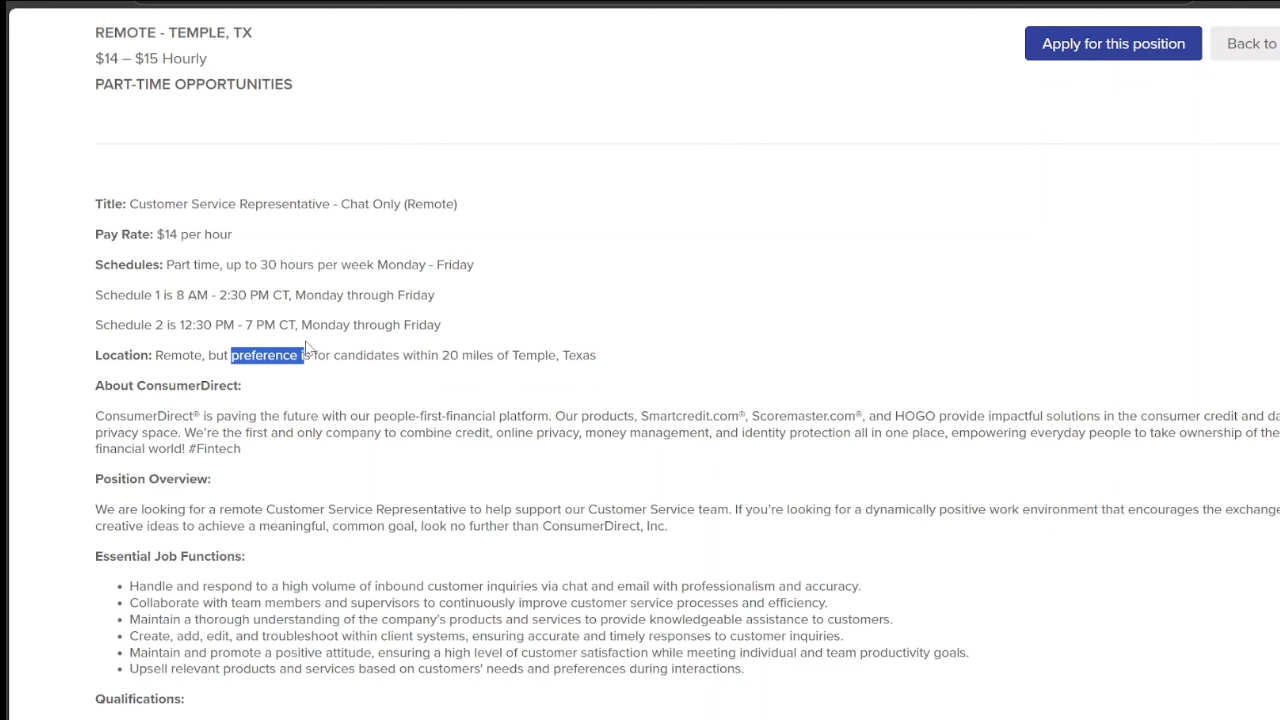 REMOTE - TEMPLE, TX
$14 – $15 Hourly
PART-TIME OPPORTUNITIES
Apply for this position
Back to
Title: Customer Service Representative - Chat Only (Remote)
Pay Rate: $14 per hour
Schedules: Part time, up to 30 hours per week Monday - Friday
Schedule 1 is 8 AM - 2:30 PM CT, Monday through Friday
Schedule 2 is 12:30 PM - 7 PM CT, Monday through Friday
Location: Remote, but preference is for candidates within 20 miles of Temple, Texas
About ConsumerDirect:
ConsumerDirect® is paving the future with our people-first-financial platform. Our products, Smartcredit.com®, Scoremaster.com®, and HOGO provide impactful solutions in the consumer credit and da
privacy space. We're the first and only company to combine credit, online privacy, money management, and identity protection all in one place, empowering everyday people to take ownership of the
financial world! #Fintech
Position Overview:
We are looking for a remote Customer Service Representative to help support our Customer Service team. If you're looking for a dynamically positive work environment that encourages the exchange
creative ideas to achieve a meaningful, common goal, look no further than ConsumerDirect, Inc.
Essential Job Functions:
• Handle and respond to a high volume of inbound customer inquiries via chat and email with professionalism and accuracy.
• Collaborate with team members and supervisors to continuously improve customer service processes and efficiency.
• Maintain a thorough understanding of the company's products and services to provide knowledgeable assistance to customers.
• Create, add, edit, and troubleshoot within client systems, ensuring accurate and timely responses to customer inquiries.
• Maintain and promote a positive attitude, ensuring a high level of customer satisfaction while meeting individual and team productivity goals.
• Upsell relevant products and services based on customers' needs and preferences during interactions.
Qualifications: